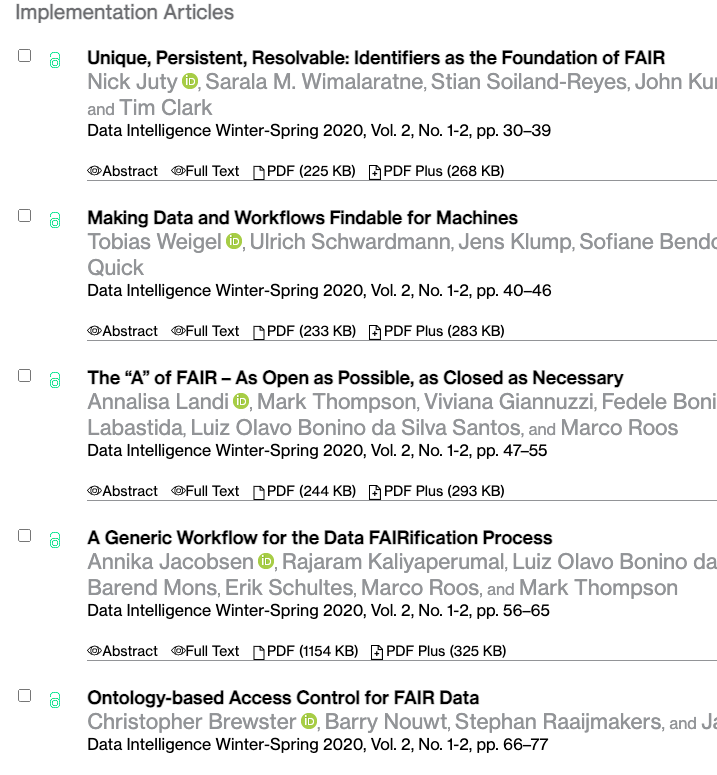 Implementation Articles
Unique, Persistent, Resolvable: Identifiers as the Foundation of FAIR
Nick Juty iD, Sarala M. Wimalaratne, Stian Soiland-Reyes, John
and Tim Clark
Data Intelligence Winter-Spring 2020, Vol. 2, No. 1-2, pp. 30–39
Abstract Full Text PDF (225 KB) PDF Plus (268 KB)
Making Data and Workflows Findable for Machines
Tobias Weigel iD, Ulrich Schwardmann, Jens Klump, Sofiane
Quick
Data Intelligence Winter-Spring 2020, Vol. 2, No. 1-2, pp. 40–46
Abstract Full Text PDF (233 KB) PDF Plus (283 KB)
The “A” of FAIR – As Open as Possible, as Closed as Necessary
Annalisa Landi iD, Mark Thompson, Viviana Giannuzzi, Fedele
Labastida, Luiz Olavo Bonino da Silva Santos, and Marco Roos
Data Intelligence Winter-Spring 2020, Vol. 2, No. 1-2, pp. 47–55
Abstract Full Text PDF (244 KB) PDF Plus (293 KB)
A Generic Workflow for the Data FAIRification Process
Annika Jacobsen iD, Rajaram Kaliyaperumal, Luiz Olavo Bonino da
Barend Mons, Erik Schultes, Marco Roos, and Mark Thompson
Data Intelligence Winter-Spring 2020, Vol. 2, No. 1-2, pp. 56–65
Abstract Full Text PDF (1154 KB) PDF Plus (325 KB)
Ontology-based Access Control for FAIR Data
Christopher Brewster iD, Barry Nouwt, Stephan Raaijmakers, and
Data Intelligence Winter-Spring 2020, Vol. 2, No. 1-2, pp. 66–77